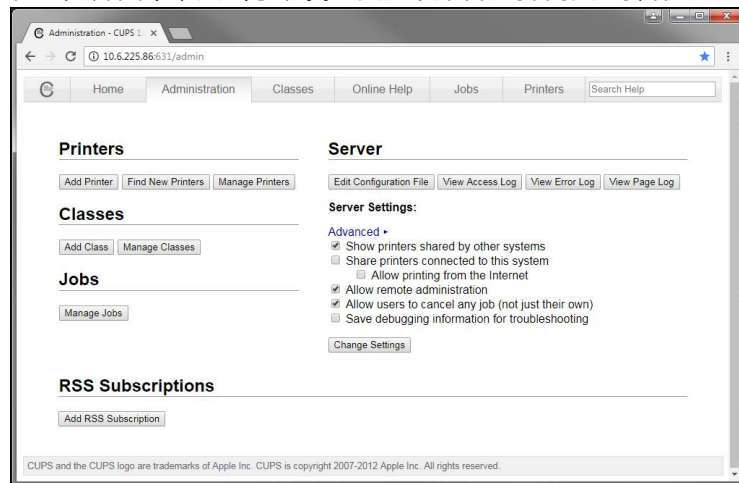 Administration - CUPS 1
10.6.225.86:631/admin
Home Administration Classes Online Help Jobs Printers Search Help
Printers
Add Printer Find New Printers Manage Printers
Classes
Add Class Manage Classes
Jobs
Manage Jobs
Server
Edit Configuration File View Access Log View Error Log View Page Log
Server Settings:
Advanced
Show printers shared by other systems
Share printers connected to this system
Allow printing from the Internet
Allow remote administration
Allow users to cancel any job (not just their own)
Save debugging information for troubleshooting
Change Settings
RSS Subscriptions
Add RSS Subscription
CUPS and the CUPS logo are trademarks of Apple Inc. CUPS is copyright 2007-2012 Apple Inc. All rights reserved.